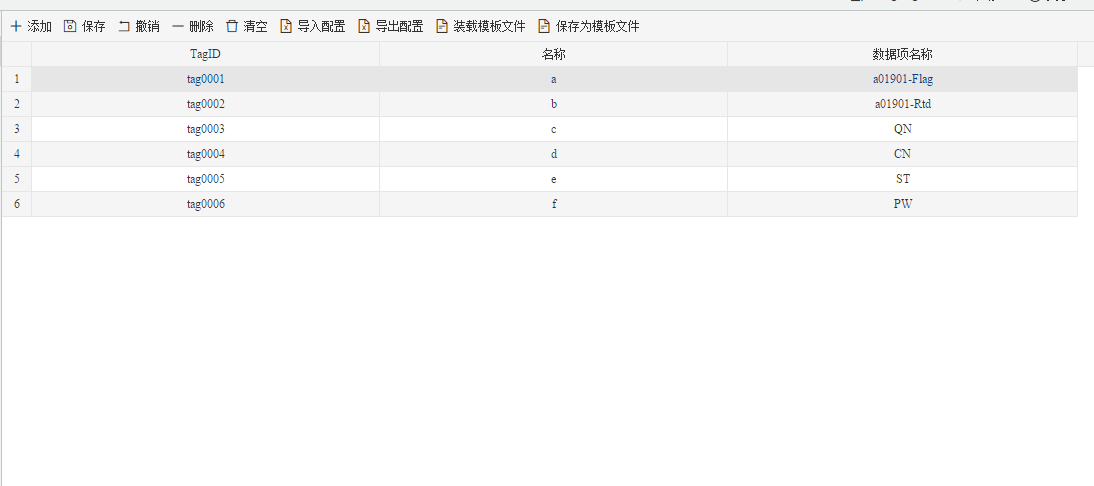 添加 保存 撤销 删除 清空 导入配置 导出配置 装载模板文件 保存为模板文件
TagID 名称 数据项名称
1 tag0001 a a01901-Flag
2 tag0002 b a01901-Rtd
3 tag0003 c QN
4 tag0004 d CN
5 tag0005 e ST
6 tag0006 f PW